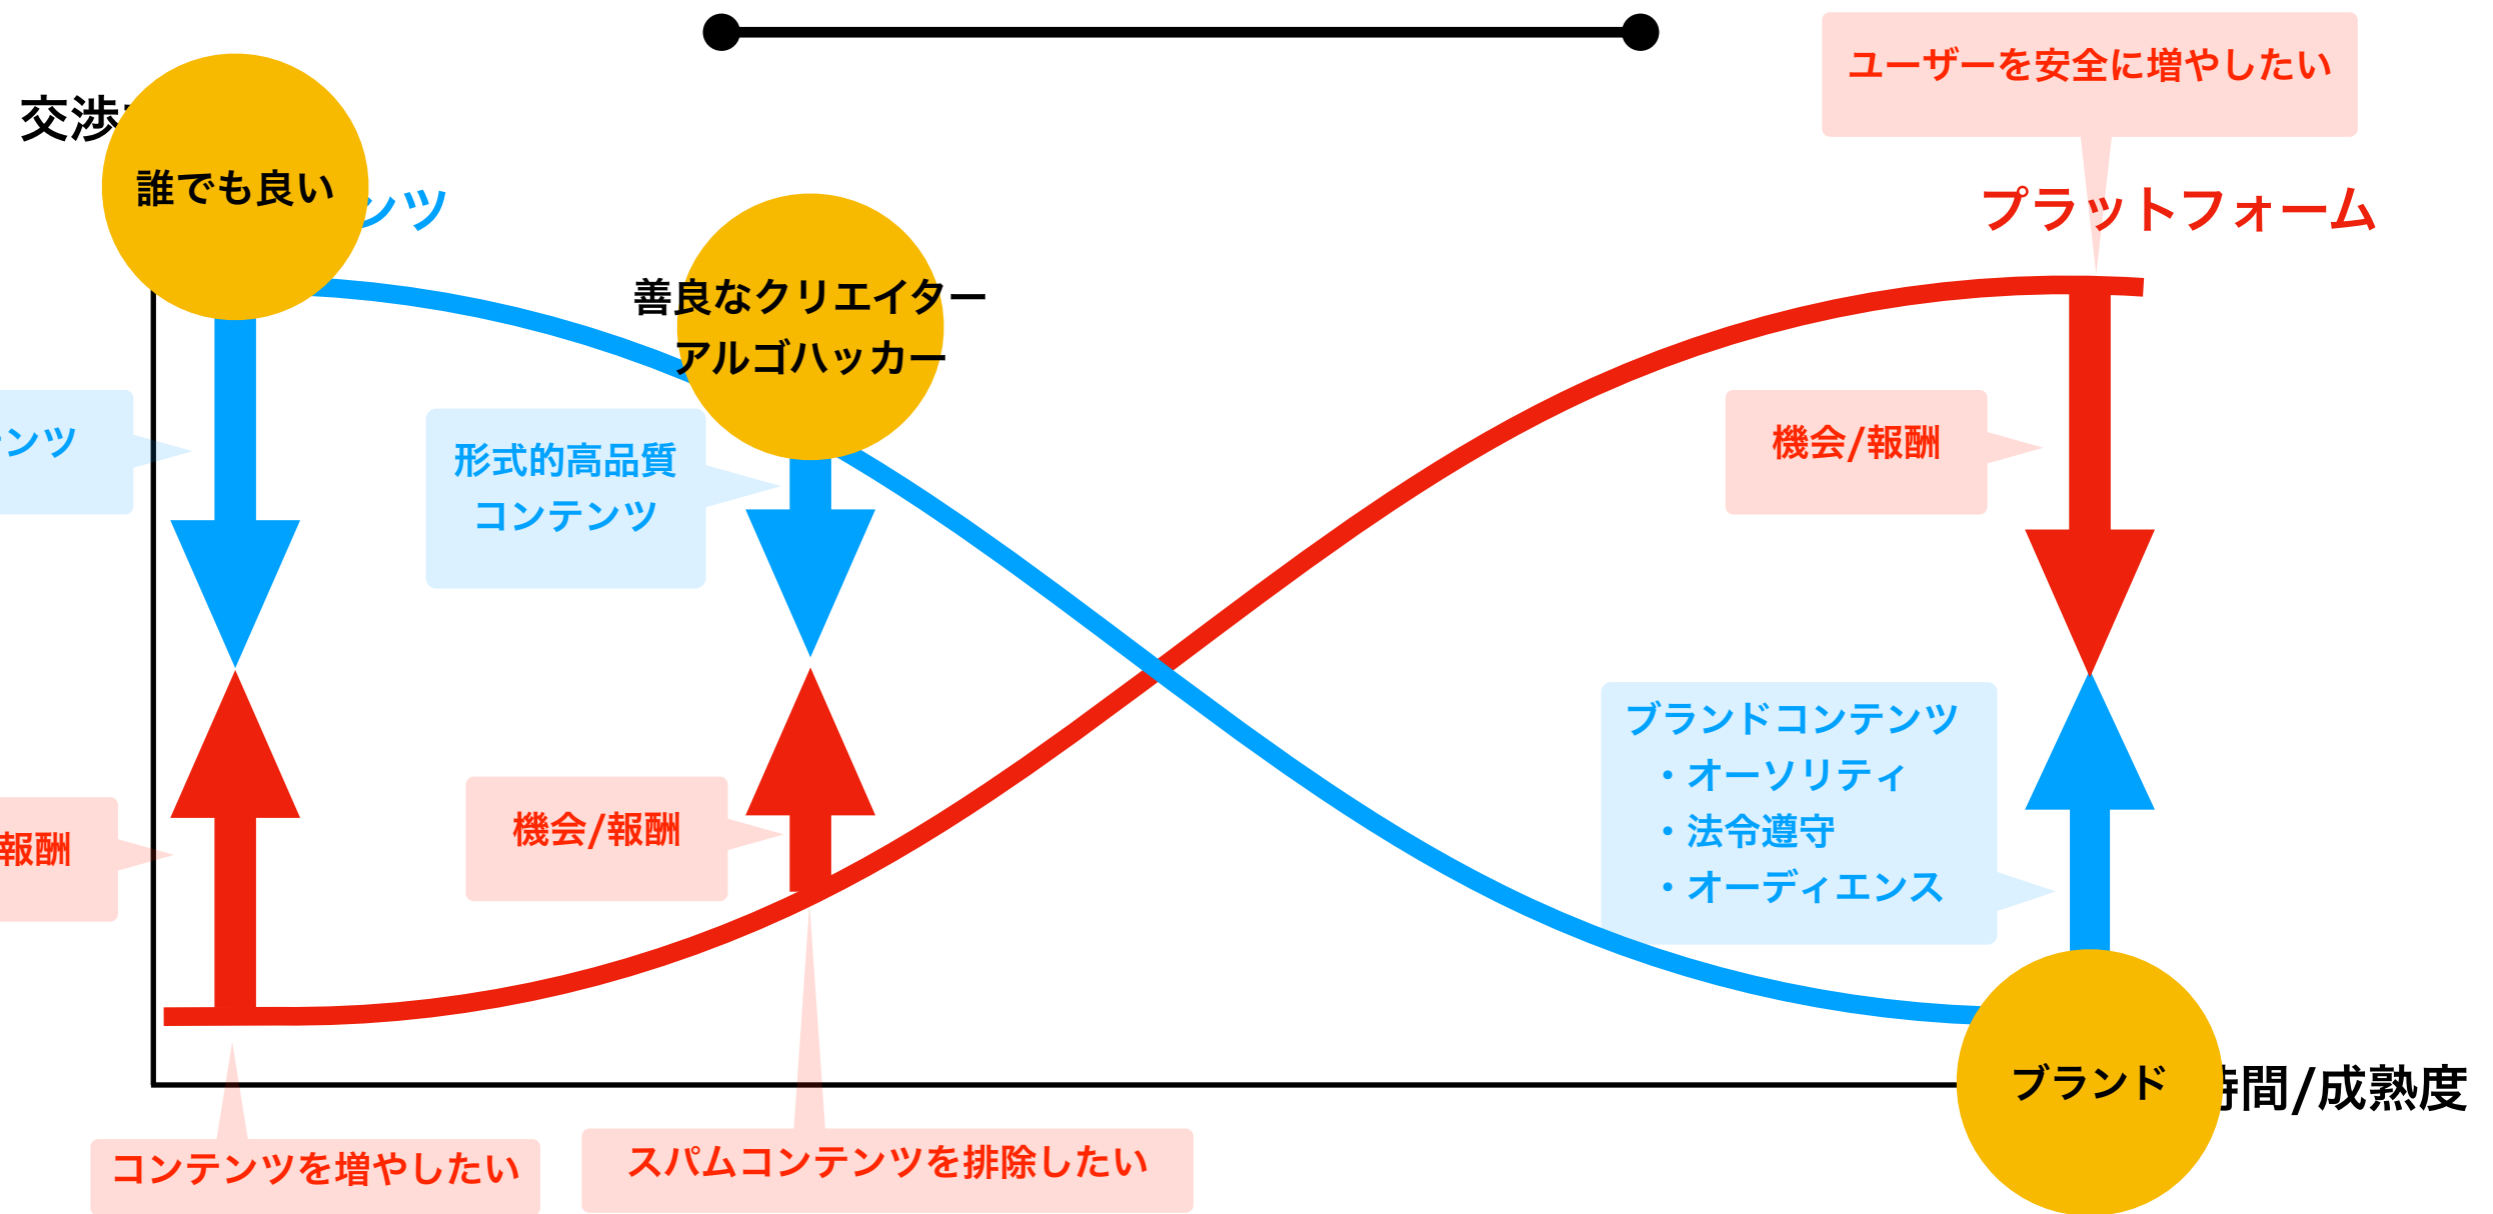 ユーザーを安全に増やしたい
交渉
誰でも良い
ンツ
プラットフォーム
善良なクリエイター
アルゴハッカー
ンツ
形式的高品質
コンテンツ
機会/報酬
ブランドコンテンツ
・オーソリティ
・法令遵守
・オーディエンス
機会/報酬
報酬
ブランド
時間/成熟度
コンテンツを増やしたい
スパムコンテンツを排除したい